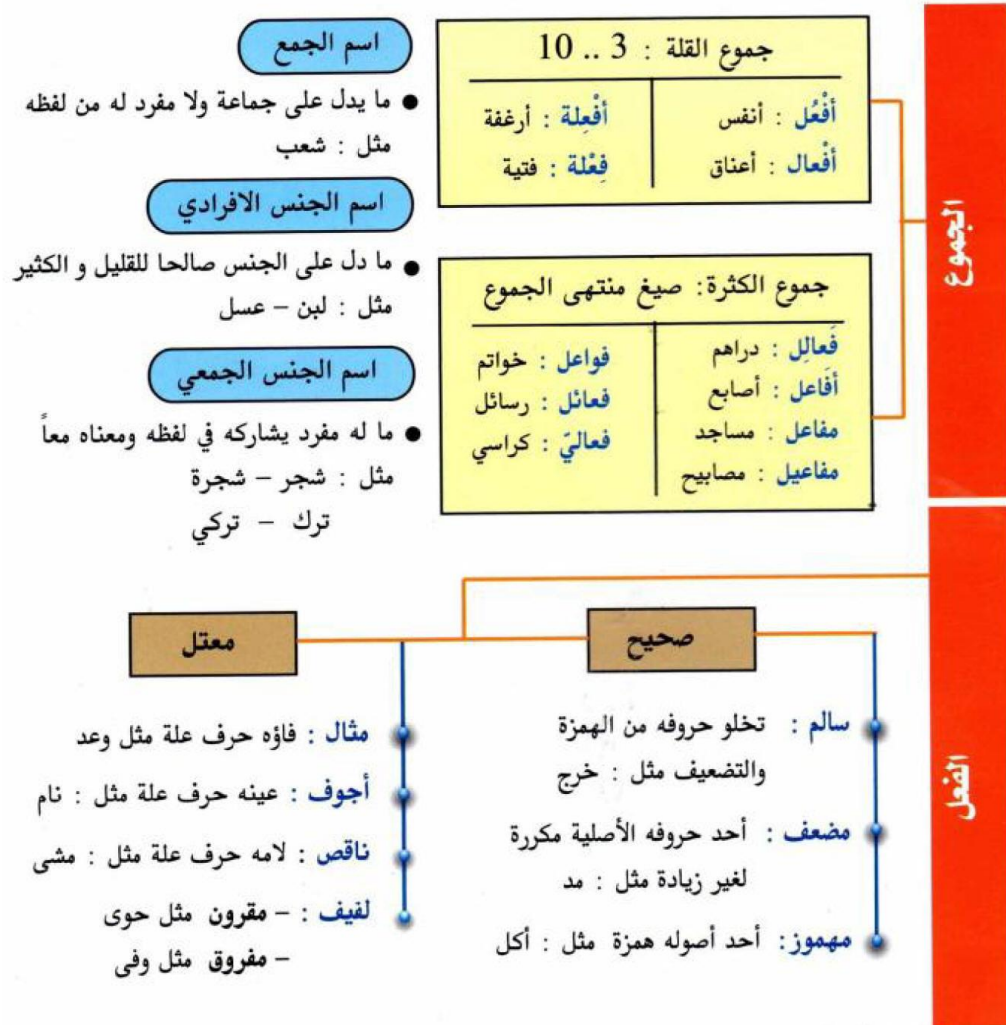 الجموع
جموع القلة : 3 .. 10
أفْعُل : أنفس
أفْعال : أعناق
أفْعِلة : أرغفة
فِعْلة : فتية
جموع الكثرة: صيغ منتهى الجموع
فَعالِل : دراهم
أفَاعل : أصابع
مفاعل : مساجد
مفاعيل : مصابيح
فواعل : خواتم
فعائل : رسائل
فعاليّ : كراسي
اسم الجمع
● ما يدل على جماعة ولا مفرد له من لفظه
مثل : شعب
اسم الجنس الافرادي
● ما دل على الجنس صالحا للقليل و الكثير
مثل : لبن – عسل
اسم الجنس الجمعي
● ما له مفرد يشاركه في لفظه ومعناه معاً
مثل : شجر – شجرة
ترك – تركي
الفعل
صحيح
سالم : تخلو حروفه من الهمزة
والتضعيف مثل : خرج
مضعف : أحد حروفه الأصلية مكررة
لغير زيادة مثل : مد
مهموز: أحد أصوله همزة مثل : أكل
معتل
مثال : فاؤه حرف علة مثل وعد
أجوف : عينه حرف علة مثل : نام
ناقص : لامه حرف علة مثل : مشى
لفيف : – مقرون مثل حوى
– مفروق مثل وفى